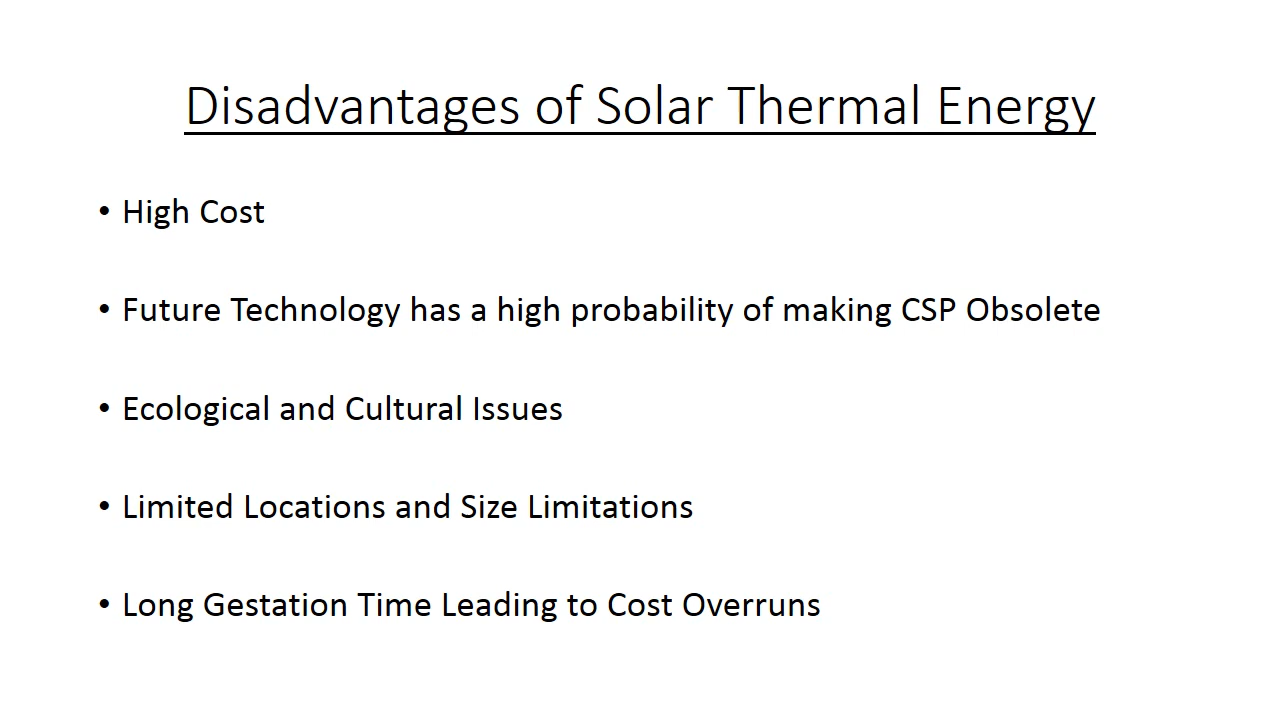 Disadvantages of Solar Thermal Energy
• High Cost
• Future Technology has a high probability of making CSP Obsolete
• Ecological and Cultural Issues
• Limited Locations and Size Limitations
• Long Gestation Time Leading to Cost Overruns